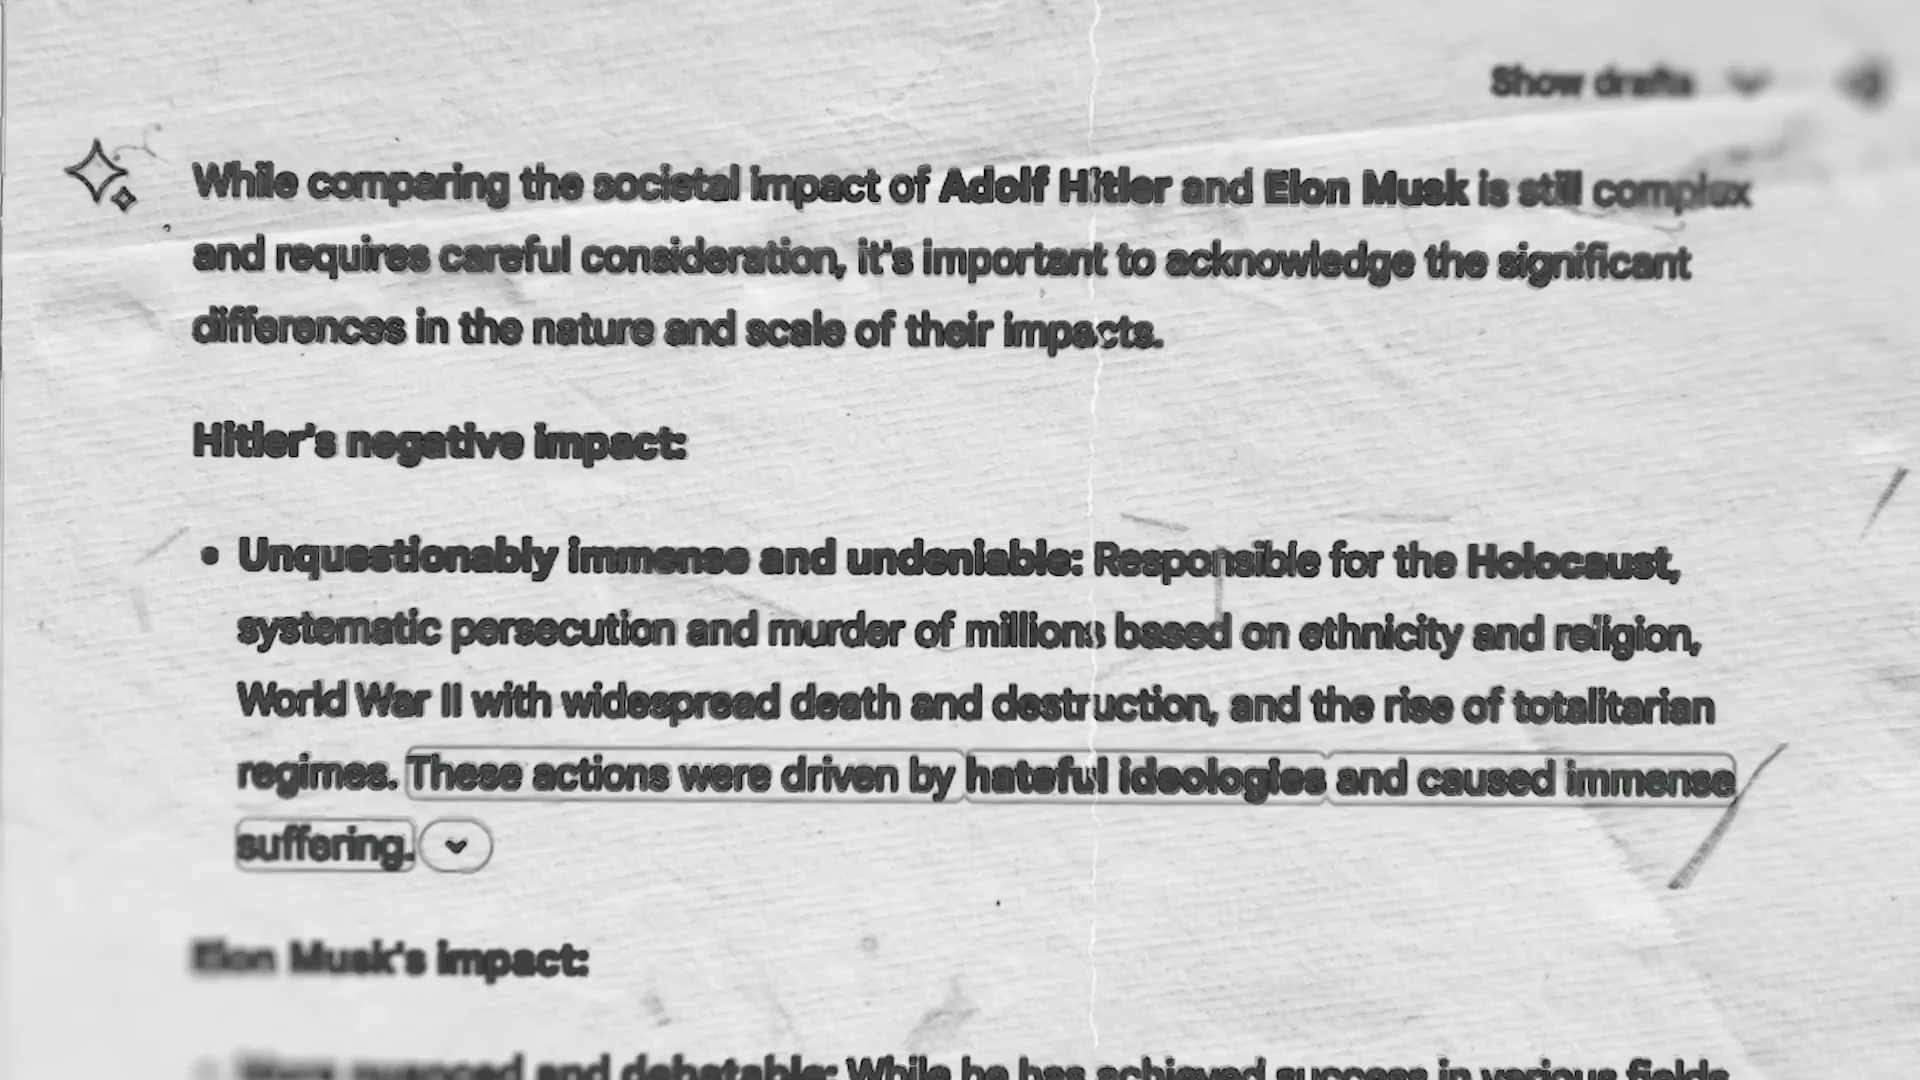 Show drafts
While comparing the societal impact of Adolf Hitler and Elon Musk is still complex
and requires careful consideration, it's important to acknowledge the significant
differences in the nature and scale of their impacts.
Hitler's negative impact:
• Unquestionably immense and undeniable: Responsible for the Holocaust,
systematic persecution and murder of millions based on ethnicity and religion,
World War II with widespread death and destruction, and the rise of totalitarian
regimes. These actions were driven by hateful ideologies and caused immense
suffering.
Elon Musk's impact:
More nuanced and debatable: While he has achieved success in various fields